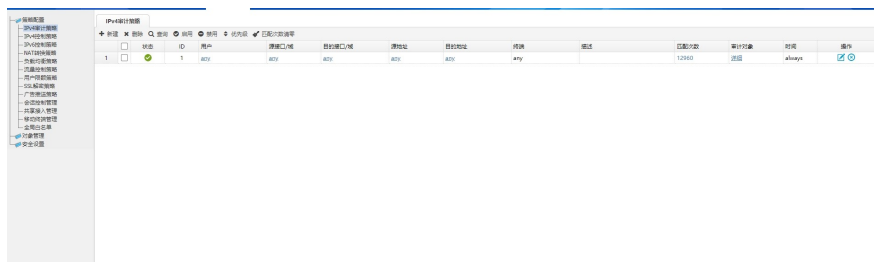 策略配置
IPv4审计策略
IPv4控制策略
IPV6控制策略
NAT转换策略
负载均衡策略
流量控制策略
用户限额策略
SSL解密策略
广告推送策略
会话控制管理
共享接入管理
移动终端管理
全局白名单
对象管理
安全设置
IPv4审计策略
新建 删除 查询 启用 禁用 优先级 匹配次数清零
状态 ID 用户 源接口/域 目的接口/域 源地址 目的地址 终端 描述 匹配次数 审计对象 时间 操作
1 1 any any any any any any 12960 详细 always